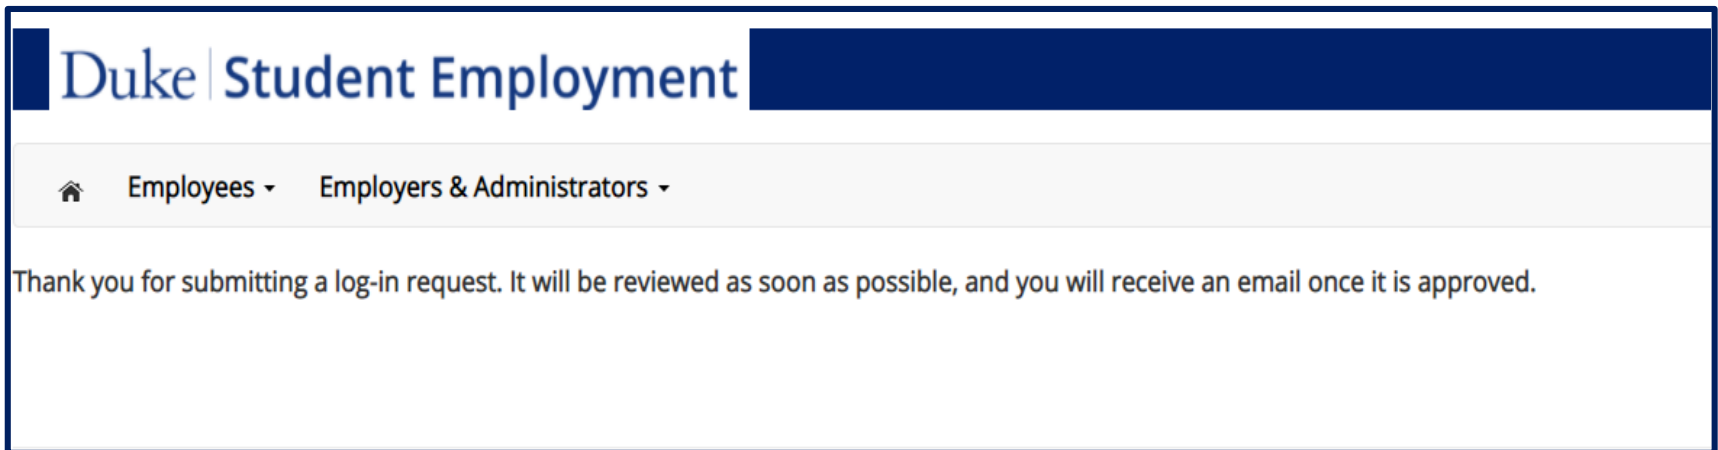 Duke Student Employment
Employees Employers & Administrators
Thank you for submitting a log-in request. It will be reviewed as soon as possible, and you will receive an email once it is approved.